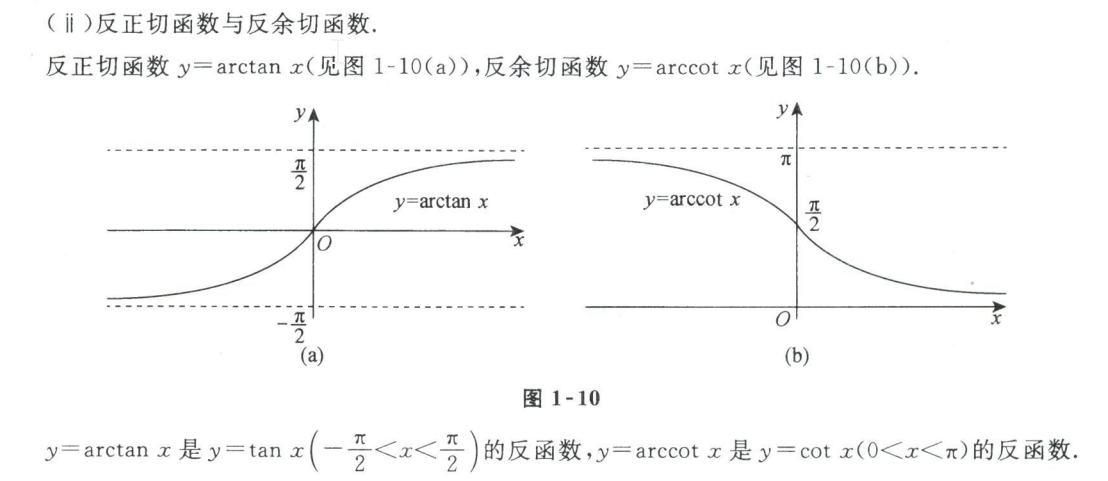 (ⅱ)反正切函数与反余切函数.
反正切函数 y=arctan x(见图 1-10(a)),反余切函数 y=arccot x(见图 1-10(b)).
y
π/2
y=arctan x
O
x
-π/2
(a)
y
π
y=arccot x
π/2
O
x
(b)
图 1-10
y=arctan x 是 y=tan x(-π/2<x<π/2)的反函数,y=arccot x 是 y=cot x(0<x<π)的反函数.